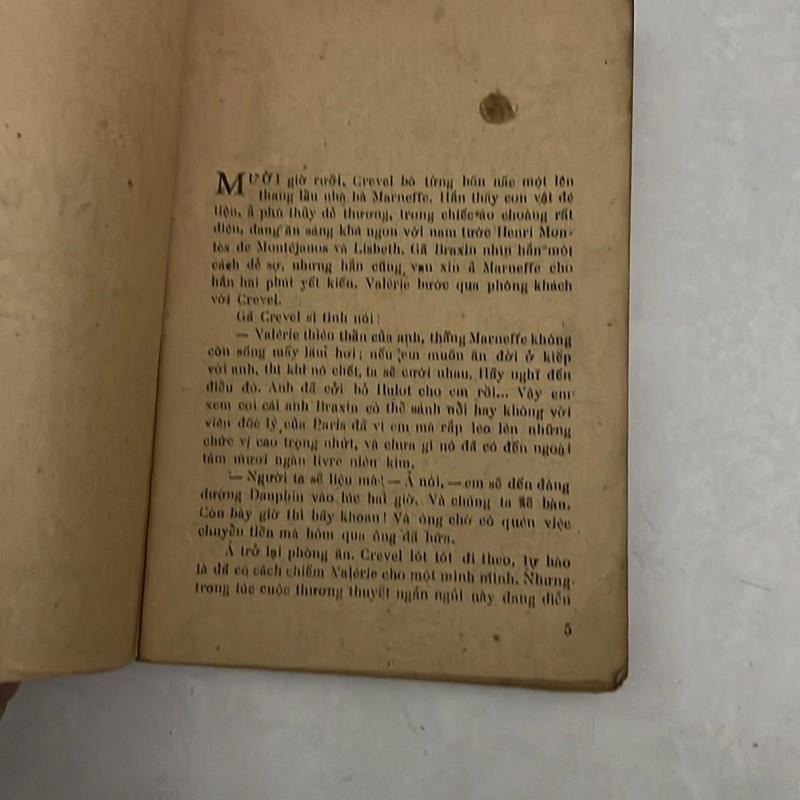 MƯỜI giờ rưỡi, Crevel bò từng bốn nấc một lên
thang lầu nhà bà Marneffe. Hắn thấy con vật đê
tiện, ả phù thủy dễ thương, trong chiếc áo choàng rất
diện, đang ăn sáng khá ngon với nam tước Henri Mon-
tès de Montéjanos và Lisbeth. Gã Braxin nhìn hắn một
cách dễ sợ, nhưng hắn cũng van xin ả Marneffe cho
hắn hai phút yết kiến. Valérie bước qua phòng khách
với Crevel.
Gã Crevel si tình nói:
— Valérie thiên thần của anh, thằng Marneffe không
còn sống mấy lăm hơi; nếu em muốn ăn đời ở kiếp
với anh, thì khi nó chết, ta sẽ cưới nhau. Hãy nghĩ đến
điều đó. Anh đã cởi bỏ Hulot cho em rồi... Vậy em
xem coi cái anh Braxin có thể sánh nổi hay không với
viên đốc lý của Paris đã vì em mà rắp leo lên những
chức vị cao trọng nhứt, và chưa gì nó đã có đến ngoài
tám mươi ngàn livre niên kim.
— Người ta sẽ liệu mà! — Ả nói, — em sẽ đến đàng
đường Dauphin vào lúc hai giờ. Và chúng ta sẽ bàn.
Còn bây giờ thì hãy khoan! Và ông chớ có quên việc
chuyển tiền mà hôm qua ông đã hứa.
Ả trở lại phòng ăn. Crevel lót tót đi theo, tự hào
là đã có cách chiếm Valérie cho một mình mình. Nhưng
trong lúc cuộc thương thuyết ngắn ngủi này đang diễn
5